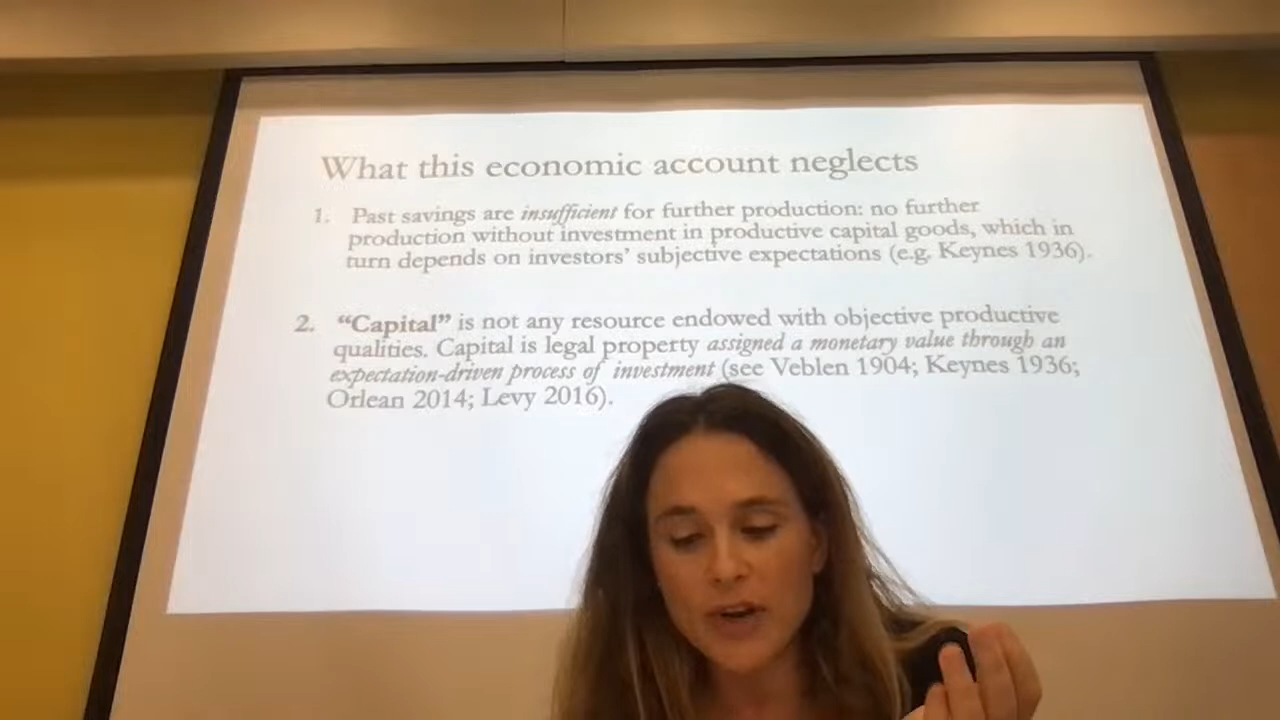 What this economic account neglects
1. Past savings are insufficient for further production: no further
production without investment in productive capital goods, which in
turn depends on investors' subjective expectations (e.g. Keynes 1936).
2. “Capital” is not any resource endowed with objective productive
qualities. Capital is legal property assigned a monetary value through an
expectation-driven process of investment (see Veblen 1904; Keynes 1936;
Orlean 2014; Levy 2016).